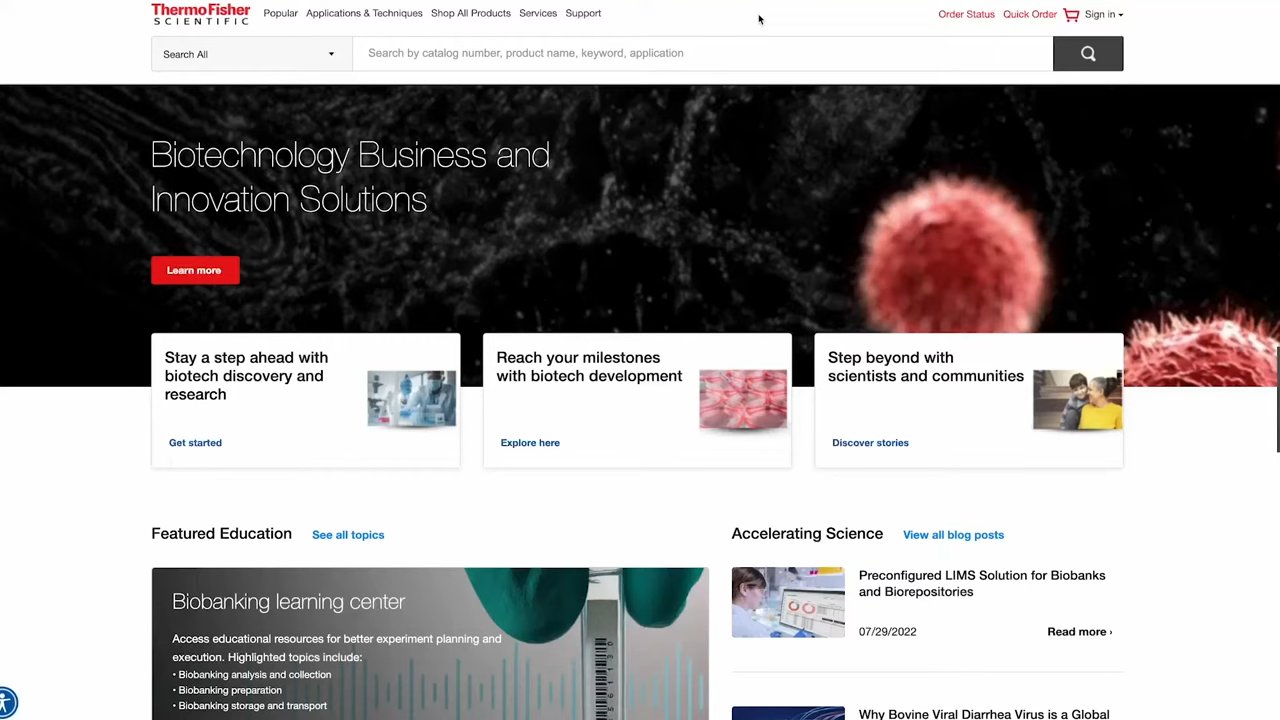 ThermoFisher
SCIENTIFIC
Popular Applications & Techniques Shop All Products Services Support
Order Status Quick Order Sign in
Search All
Search by catalog number, product name, keyword, application
Biotechnology Business and
Innovation Solutions
Learn more
Stay a step ahead with
biotech discovery and
research
Get started
Reach your milestones
with biotech development
Explore here
Step beyond with
scientists and communities
Discover stories
Featured Education See all topics
Biobanking learning center
Access educational resources for better experiment planning and
execution. Highlighted topics include:
• Biobanking analysis and collection
• Biobanking preparation
• Biobanking storage and transport
Accelerating Science View all blog posts
Preconfigured LIMS Solution for Biobanks
and Biorepositories
07/29/2022 Read more ›
Why Bovine Viral Diarrhea Virus is a Global